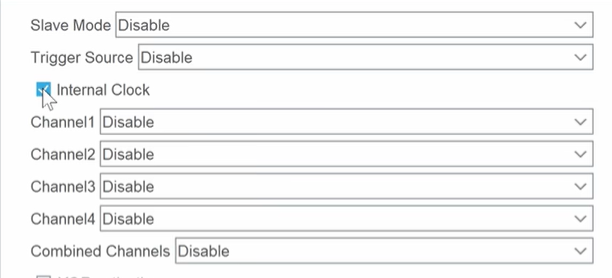 Slave Mode Disable
Trigger Source Disable
Internal Clock
Channel1 Disable
Channel2 Disable
Channel3 Disable
Channel4 Disable
Combined Channels Disable